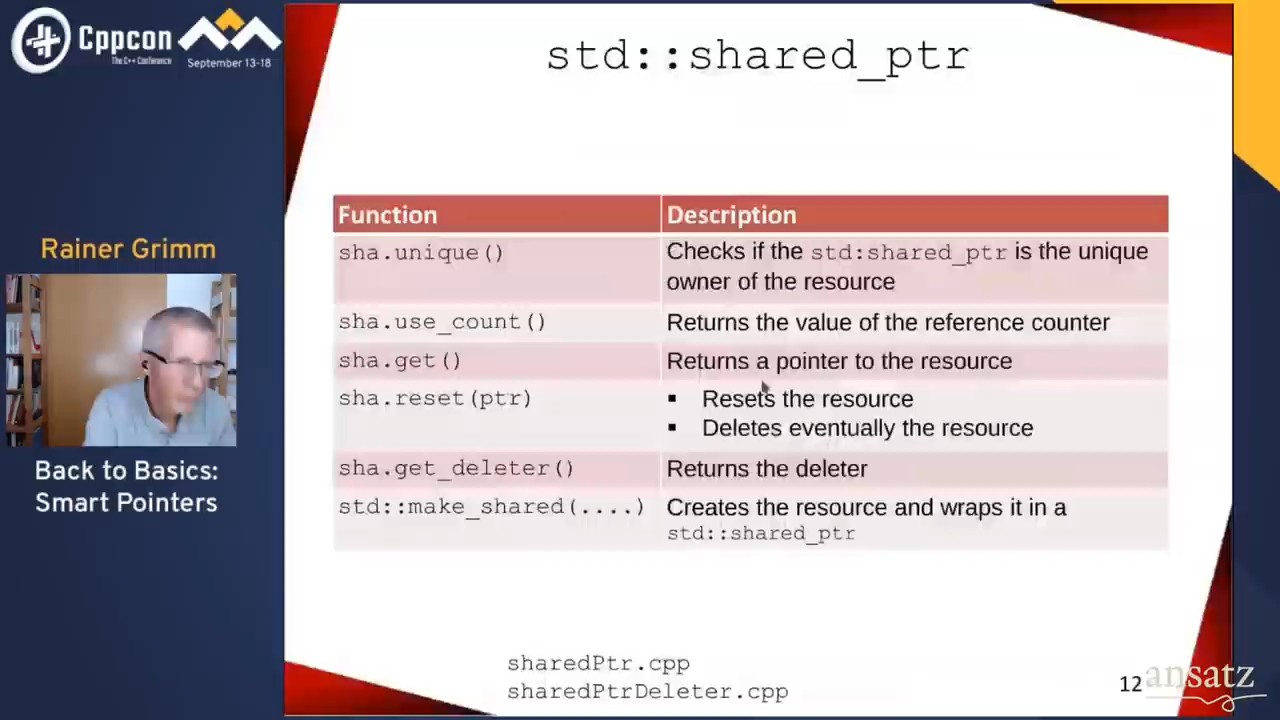 Cppcon
The C++ Conference
September 13-18
Rainer Grimm
Back to Basics:
Smart Pointers
std::shared_ptr
Function
Description
sha.unique()
Checks if the std:shared_ptr is the unique
owner of the resource
sha.use_count()
Returns the value of the reference counter
sha.get()
Returns a pointer to the resource
sha.reset(ptr)
▪ Resets the resource
▪ Deletes eventually the resource
sha.get_deleter()
Returns the deleter
std::make_shared(....)
Creates the resource and wraps it in a
std::shared_ptr
sharedPtr.cpp
sharedPtrDeleter.cpp
12
ansatz